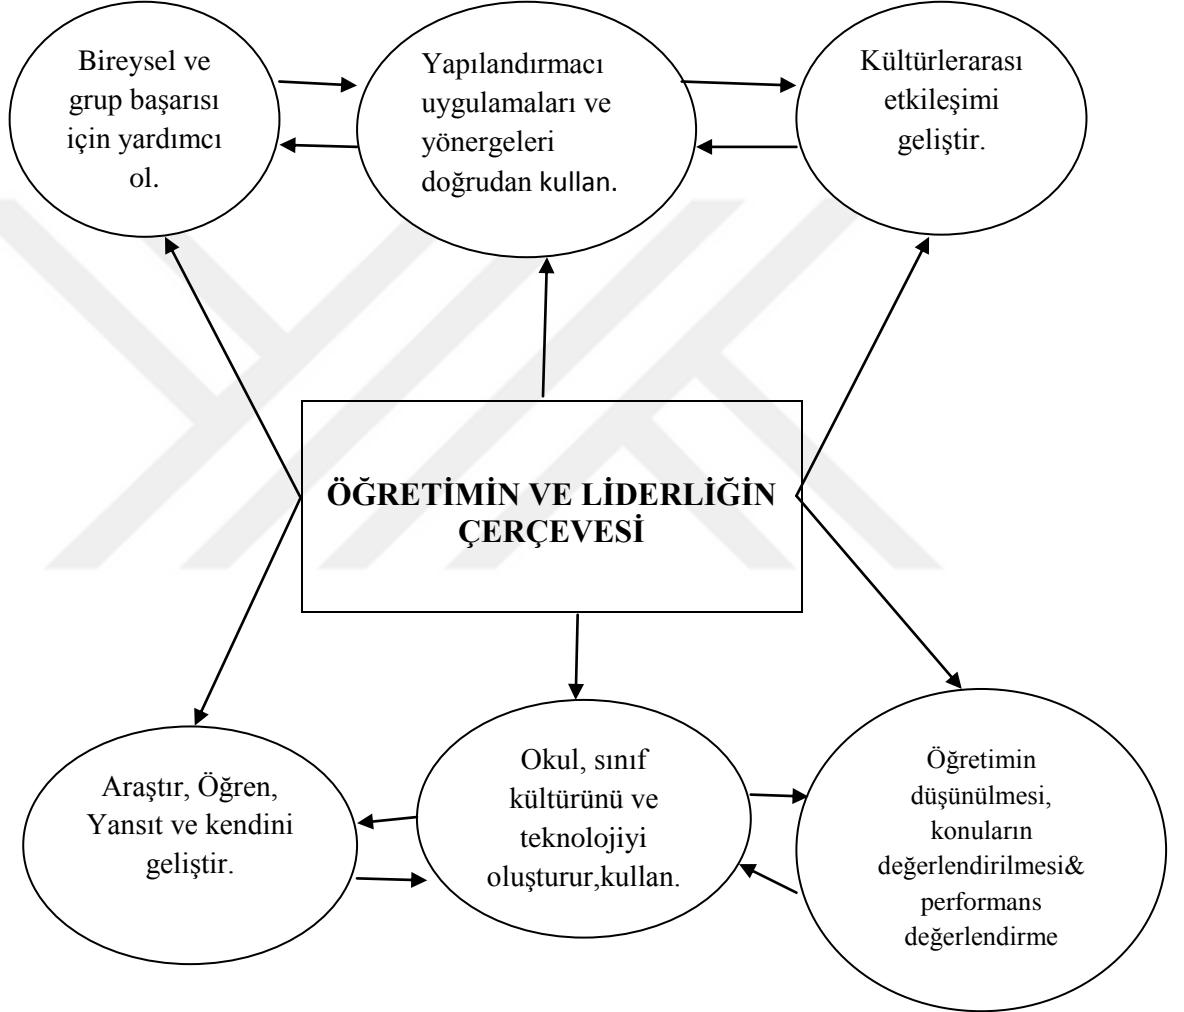 Bireysel ve
grup başarısı
için yardımcı
ol.
Yapılandırmacı
uygulamaları ve
yönergeleri
doğrudan kullan.
Kültürlerarası
etkileşimi
geliştir.
ÖĞRETİMİN VE LİDERLİĞİN
ÇERÇEVESİ
Araştır, Öğren,
Yansıt ve kendini
geliştir.
Okul, sınıf
kültürünü ve
teknolojiyi
oluşturur,kullan.
Öğretimin
düşünülmesi,
konuların
değerlendirilmesi&
performans
değerlendirme